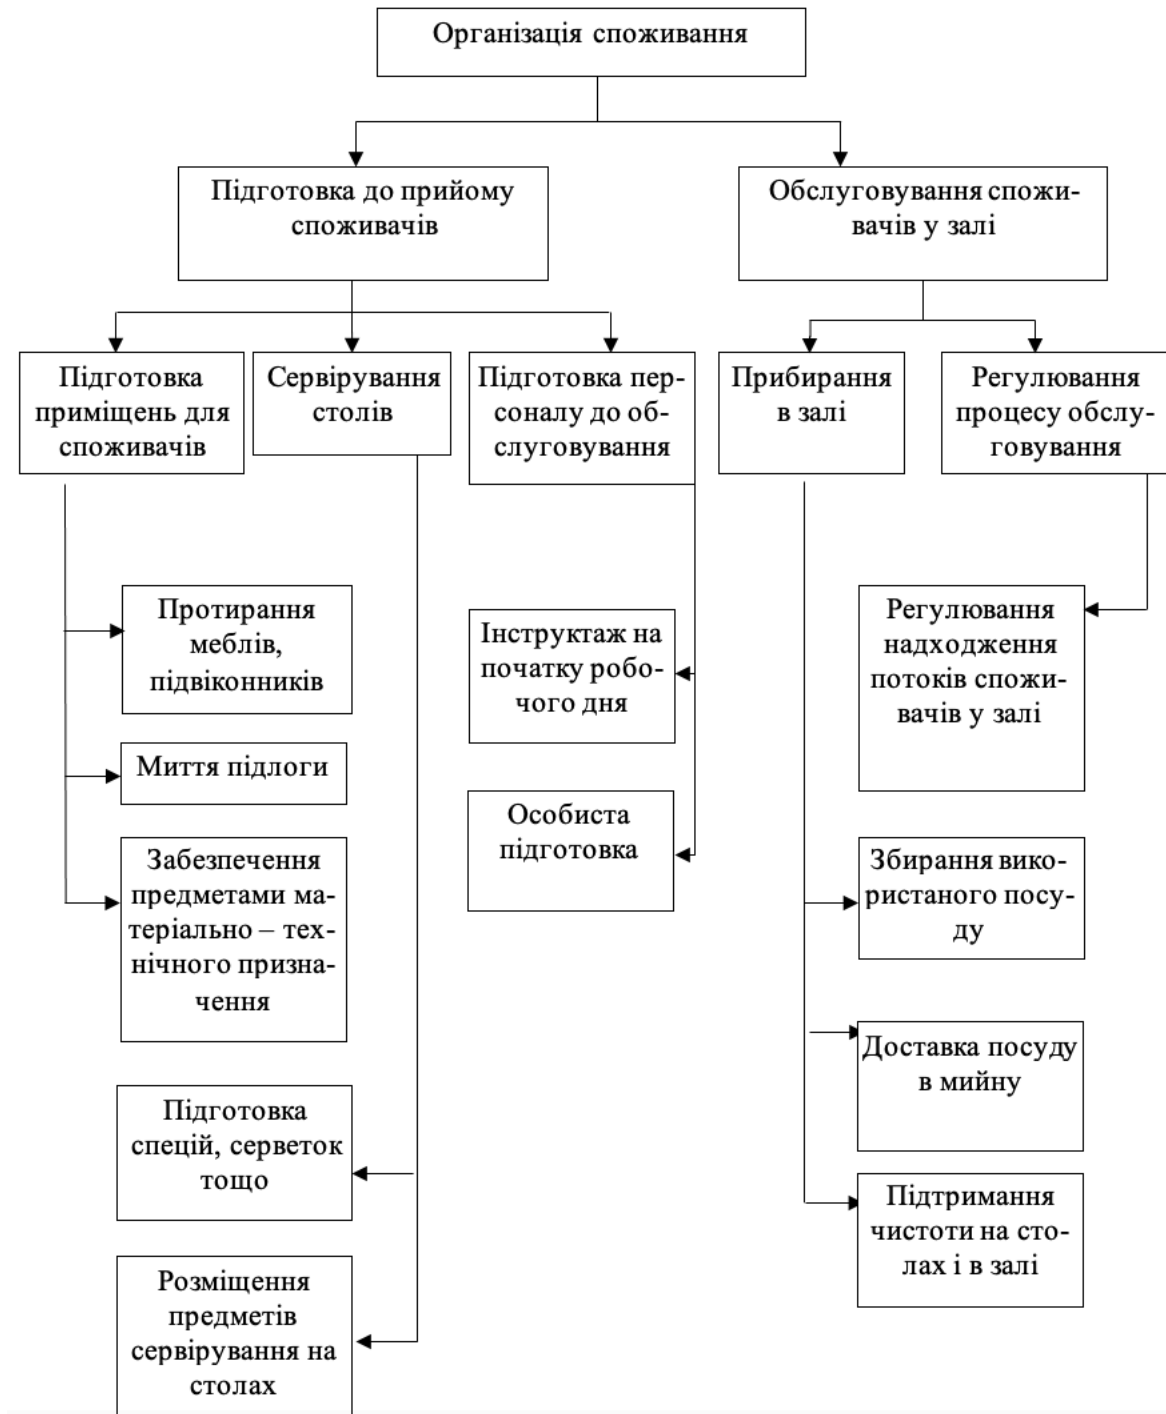 Організація споживання
Підготовка до прийому
споживачів
Обслуговування спожи-
вачів у залі
Підготовка
приміщень для
споживачів
Сервірування
столів
Підготовка пер-
соналу до об-
слуговування
Прибирання
в залі
Регулювання
процесу обслу-
говування
Протирання
меблів,
підвіконників
Миття підлоги
Забезпечення
предметами ма-
теріально – тех-
нічного призна-
чення
Підготовка
спецій, серветок
тощо
Розміщення
предметів
сервірування на
столах
Інструктаж на
початку робо-
чого дня
Особиста
підготовка
Регулювання
надходження
потоків спожи-
вачів у залі
Збирання вико-
ристаного посу-
ду
Доставка посуду
в мийну
Підтримання
чистоти на сто-
лах і в залі